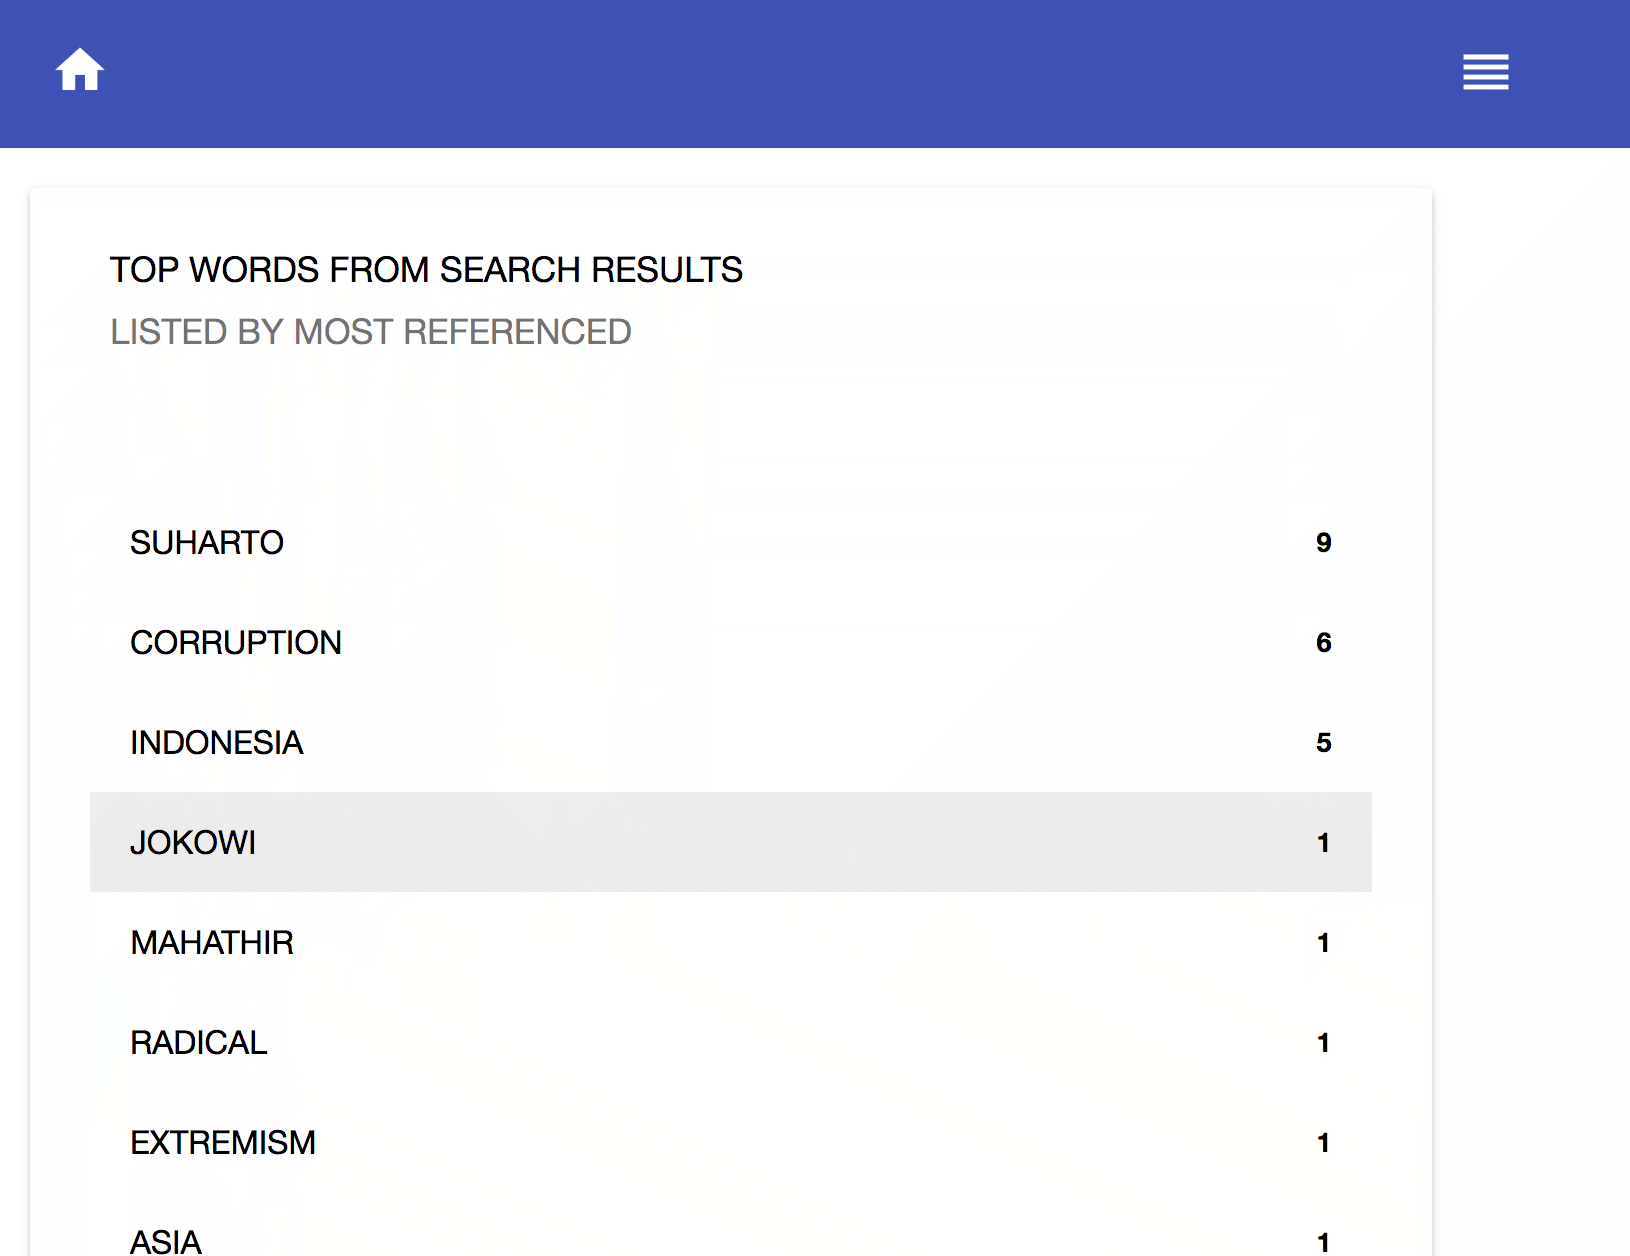 TOP WORDS FROM SEARCH RESULTS
LISTED BY MOST REFERENCED
SUHARTO 9
CORRUPTION 6
INDONESIA 5
JOKOWI 1
MAHATHIR 1
RADICAL 1
EXTREMISM 1
ASIA 1